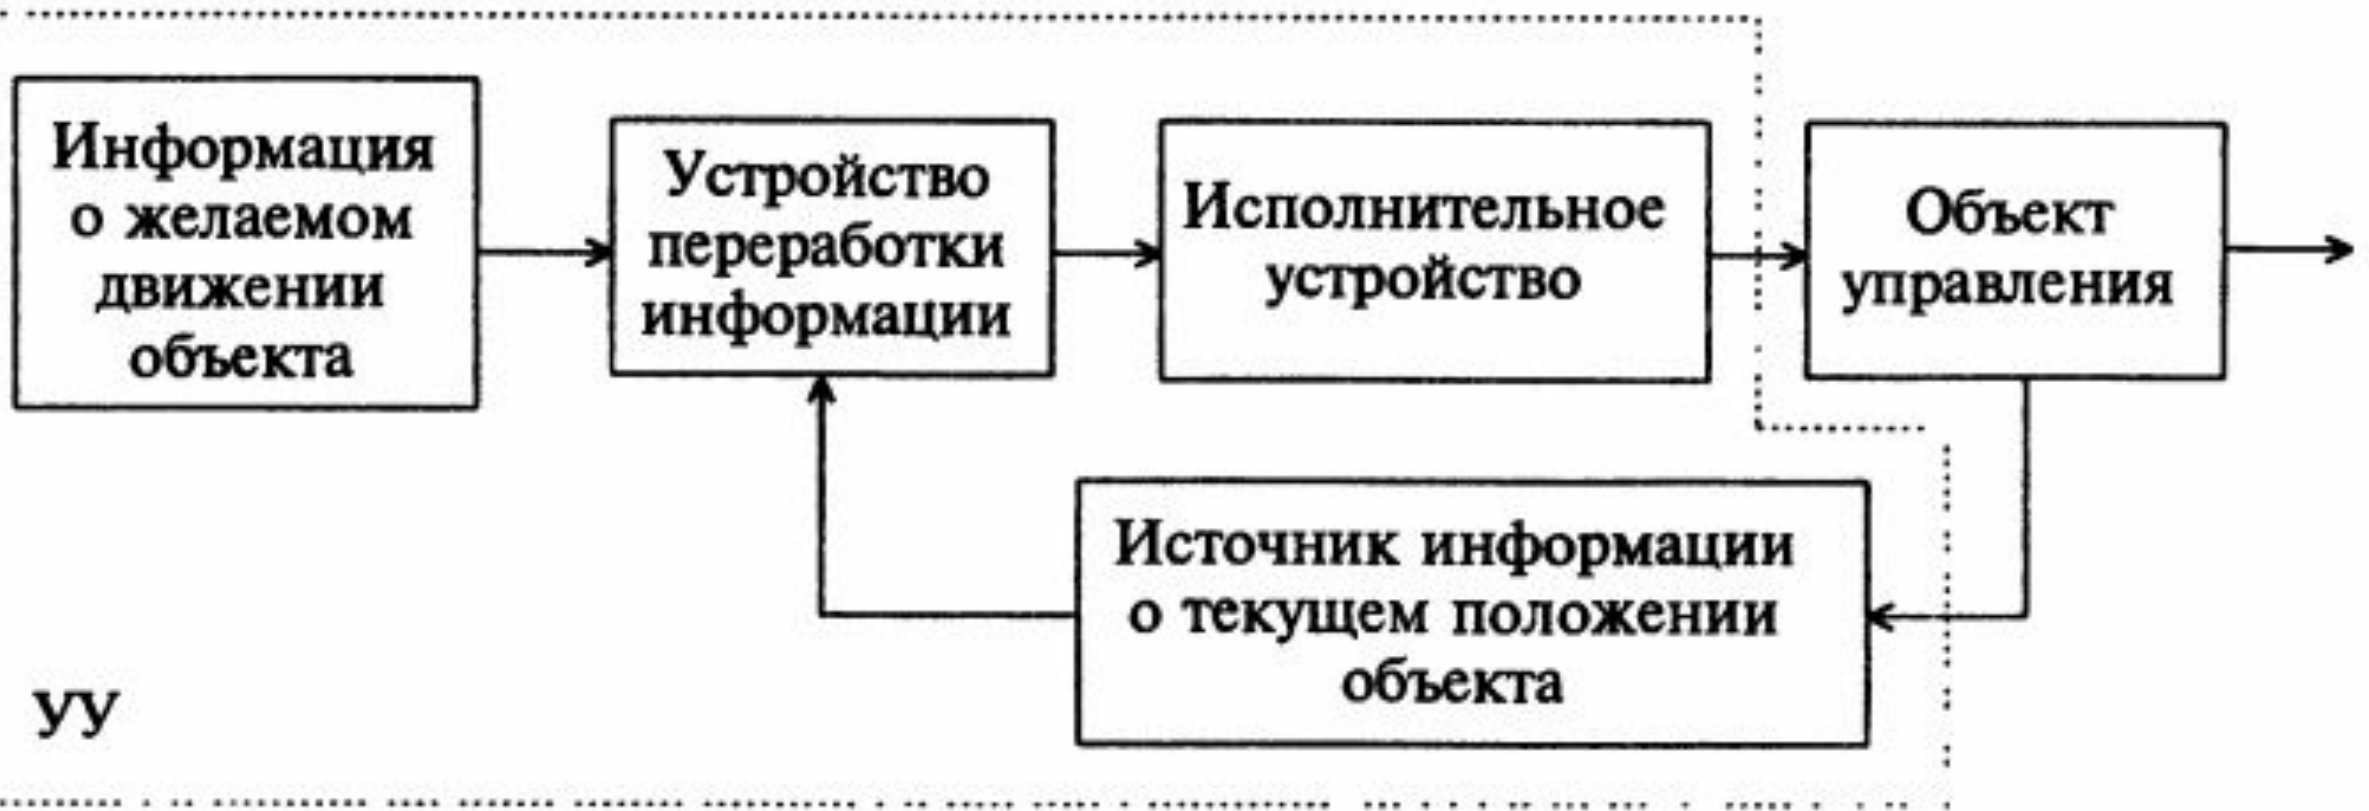 Информация
о желаемом
движении
объекта
Устройство
переработки
информации
Исполнительное
устройство
Объект
управления
Источник информации
о текущем положении
объекта
УУ